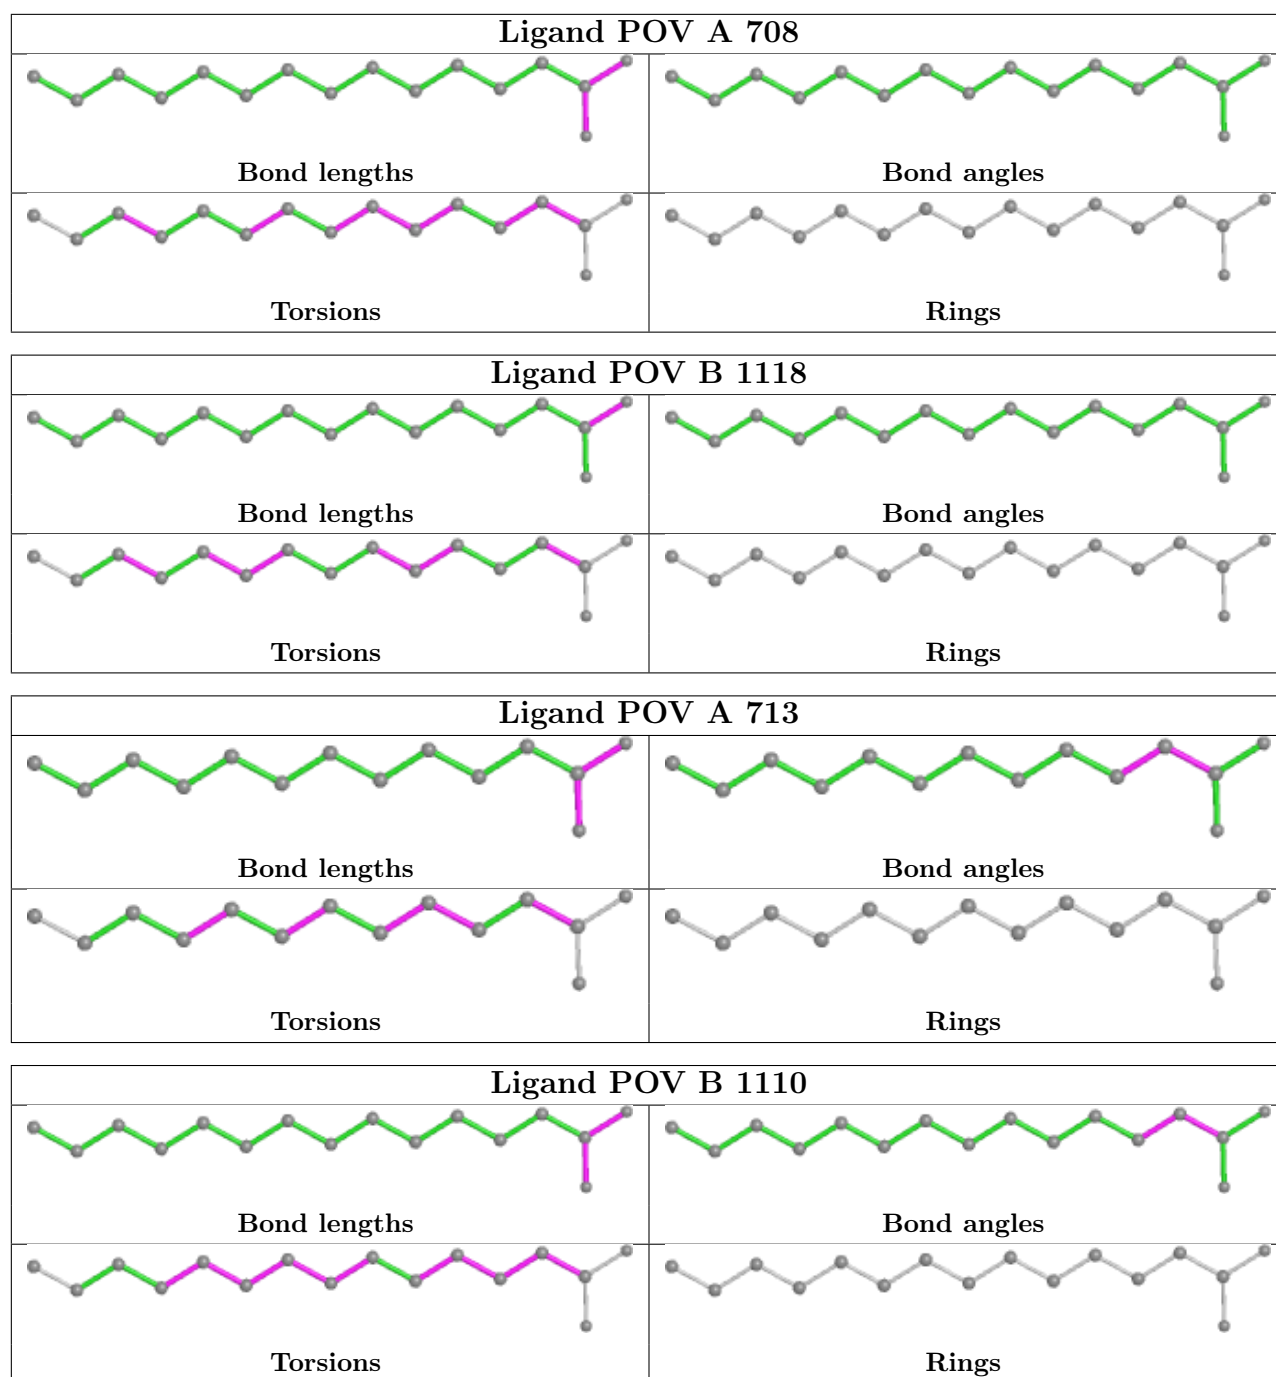 Ligand POV A 708
Bond lengths
Bond angles
Torsions
Rings
Ligand POV B 1118
Bond lengths
Bond angles
Torsions
Rings
Ligand POV A 713
Bond lengths
Bond angles
Torsions
Rings
Ligand POV B 1110
Bond lengths
Bond angles
Torsions
Rings